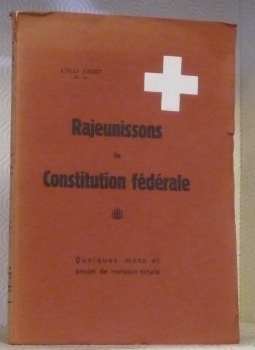 Rajeunissons
la
Constitution fédérale
Quelques mots et
projet de revision totale